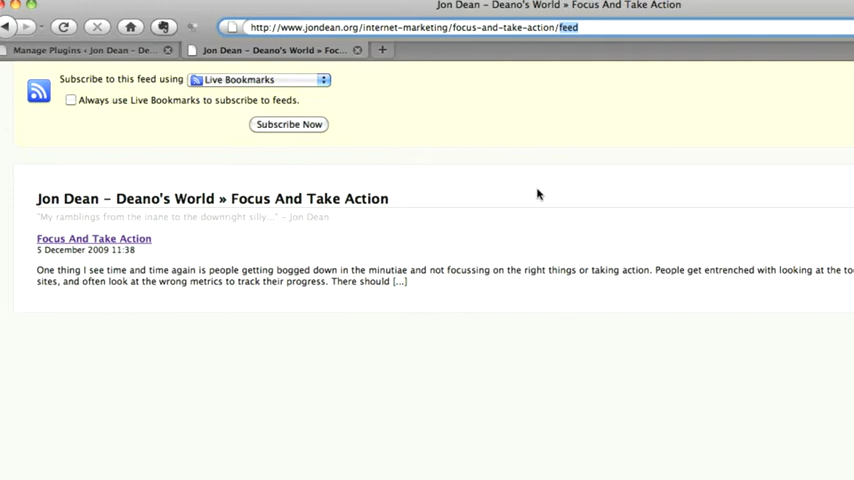 Jon Dean – Deano's World » Focus And Take Action
http://www.jondean.org/internet-marketing/focus-and-take-action/feed
Manage Plugins ‹ Jon Dean – De...
Jon Dean – Deano's World » Foc...
Subscribe to this feed using Live Bookmarks
Always use Live Bookmarks to subscribe to feeds.
Subscribe Now
Jon Dean – Deano's World » Focus And Take Action
"My ramblings from the inane to the downright silly..." – Jon Dean
Focus And Take Action
5 December 2009 11:38
One thing I see time and time again is people getting bogged down in the minutiae and not focussing on the right things or taking action. People get entrenched with looking at the
sites, and often look at the wrong metrics to track their progress. There should [...]